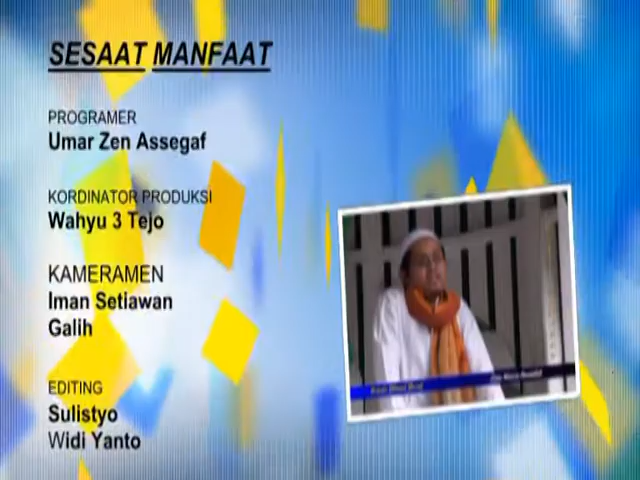 SESAAT MANFAAT
PROGRAMER
Umar Zen Assegaf
KORDINATOR PRODUKSI
Wahyu 3 Tejo
KAMERAMEN
Iman Setiawan
Galih
EDITING
Sulistyo
Widi Yanto